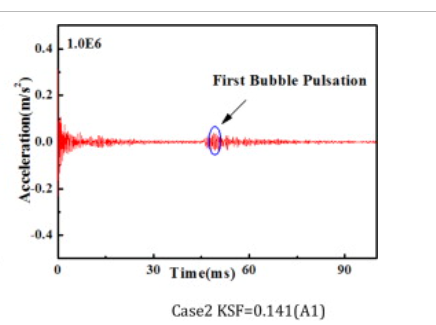 0.4
1.0E6
First Bubble Pulsation
0.2
0.0
-0.2
-0.4
Acceleration(m/s²)
0 30 Time(ms) 60 90
Case2 KSF=0.141(A1)